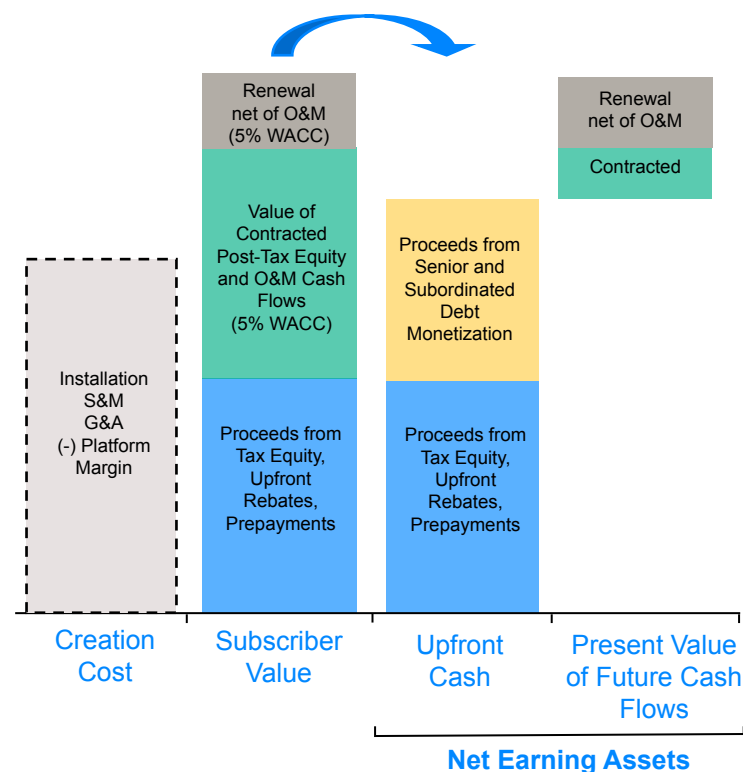 Renewal
net of O&M
(5% WACC)
Value of
Contracted
Post-Tax Equity
and O&M Cash
Flows
(5% WACC)
Proceeds from
Tax Equity,
Upfront
Rebates,
Prepayments
Installation
S&M
G&A
(-) Platform
Margin
Proceeds from
Senior and
Subordinated
Debt
Monetization
Proceeds from
Tax Equity,
Upfront
Rebates,
Prepayments
Renewal
net of O&M
Contracted
Creation
Cost
Subscriber
Value
Upfront
Cash
Present Value
of Future Cash
Flows
Net Earning Assets